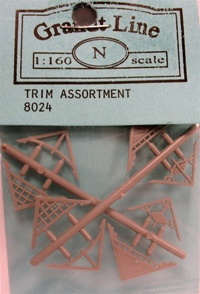 Grandt Line
N
1:160 scale
TRIM ASSORTMENT
8024